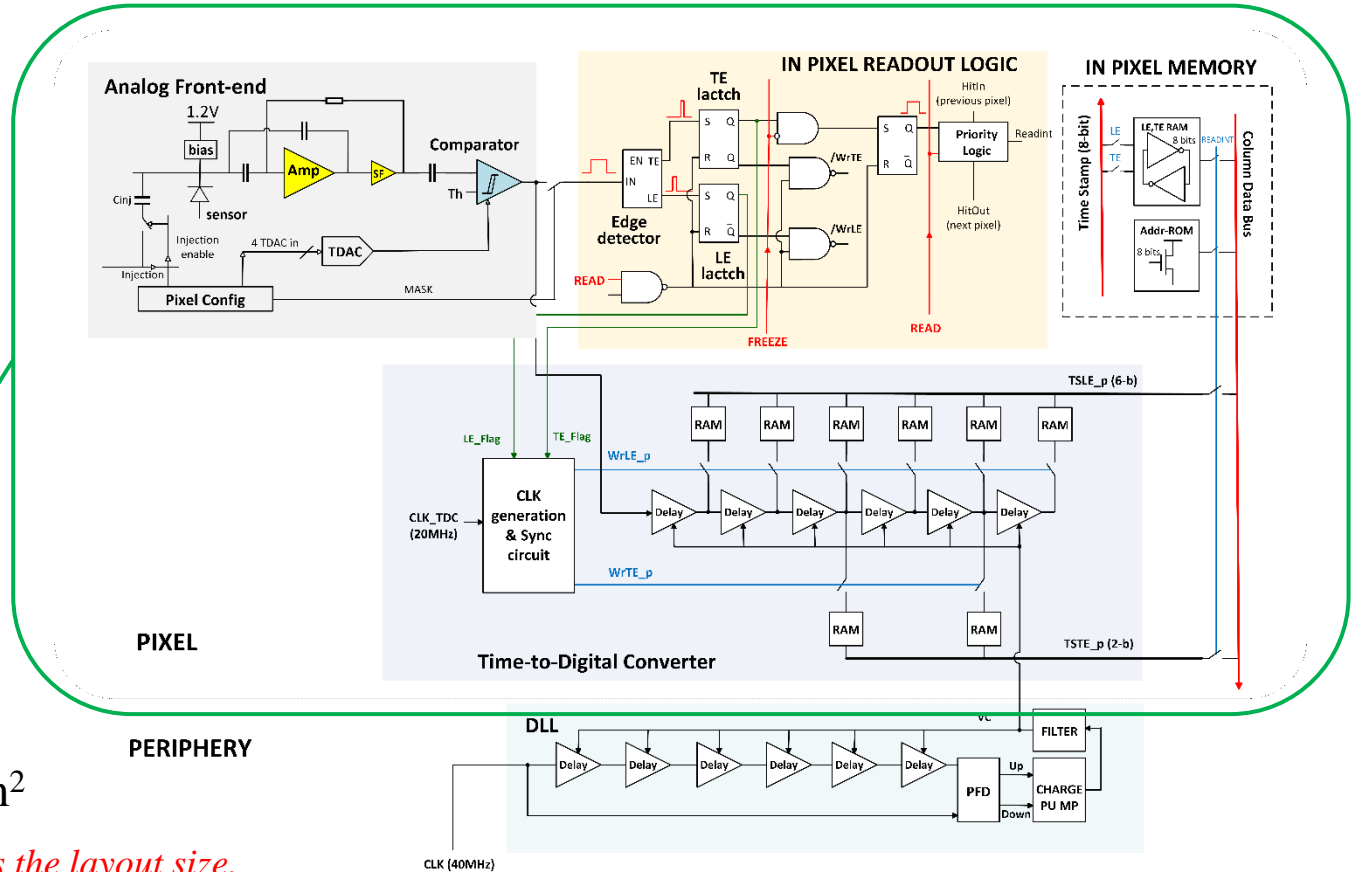 Analog Front-end
1.2V
bias
Amp
SF
Comparator
Th
Cinj
sensor
Injection
enable
4 TDAC in
TDAC
Injection
Pixel Config
MASK
IN PIXEL READOUT LOGIC
TE
lactch
S Q
R Q
EN TE
IN
LE
Edge
detector
S Q
R Q̅
LE
lactch
/WrTE
/WrLE
READ
FREEZE
S Q
R Q̅
HitIn
(previous pixel)
Priority
Logic
Readint
HitOut
(next pixel)
READ
IN PIXEL MEMORY
Time Stamp (8-bit)
LE
TE
LE,TE RAM
8 bits
READINT
Column Data Bus
Addr-ROM
8 bits
TSLE_p (6-b)
RAM RAM RAM RAM RAM RAM
LE_Flag
TE_Flag
WrLE_p
CLK_TDC
(20MHz)
CLK
generation
& Sync
circuit
Delay Delay Delay Delay Delay Delay
WrTE_p
RAM RAM
TSTE_p (2-b)
PIXEL
Time-to-Digital Converter
PERIPHERY
DLL
VC
FILTER
Delay Delay Delay Delay Delay Delay
PFD
Up
Down
CHARGE
PU MP
CLK (40MHz)
the layout size.